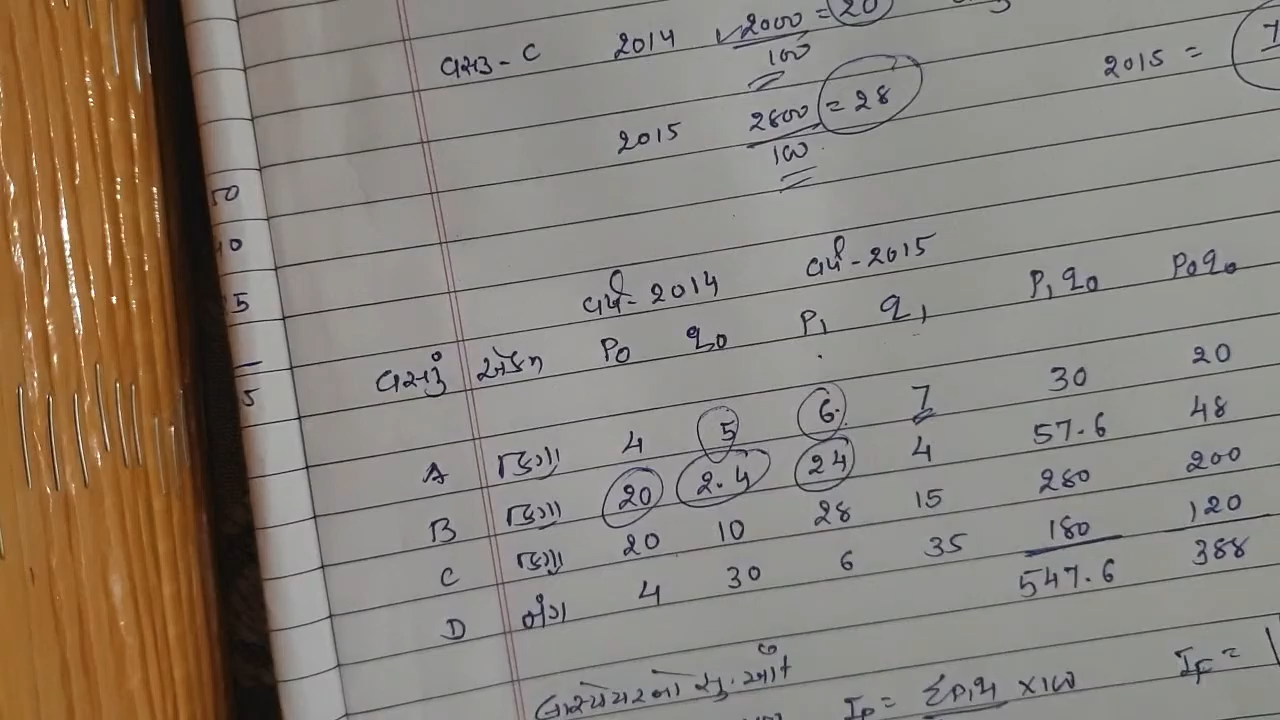 વસ્તુ - C 2014 2000/100 = 20
2015 2800/100 = 28 2015 = 7
50
40
5
5
વર્ષ - 2014 વર્ષ - 2015
વસ્તુ એકમ P₀ q₀ P₁ q₁ P₁q₀ P₀q₀
A કિગ્રા 4 5 6 7 30 20
B કિગ્રા 20 2.4 24 4 57.6 48
C કિગ્રા 20 10 28 15 280 200
D નંગ 4 30 6 35 180 120
547.6 388
લાસ્પેયરનો સૂ.આંક
Ip = ΣP₁q₁ × 100 IF =